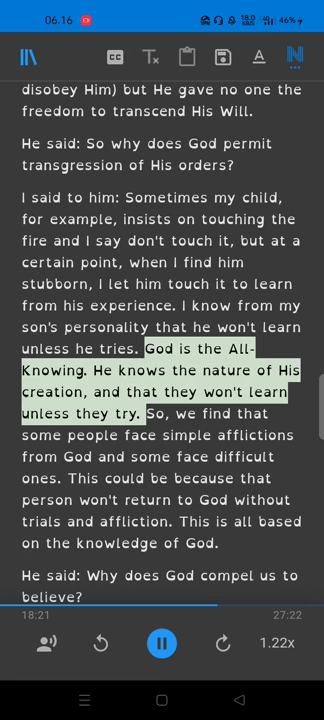 06.16
18.0 KB/S
4G
46%
CC
disobey Him) but He gave no one the
freedom to transcend His Will.
He said: So why does God permit
transgression of His orders?
I said to him: Sometimes my child,
for example, insists on touching the
fire and I say don't touch it, but at a
certain point, when I find him
stubborn, I let him touch it to learn
from his experience. I know from my
son's personality that he won't learn
unless he tries. God is the All-
Knowing. He knows the nature of His
creation, and that they won't learn
unless they try. So, we find that
some people face simple afflictions
from God and some face difficult
ones. This could be because that
person won't return to God without
trials and affliction. This is all based
on the knowledge of God.
He said: Why does God compel us to
believe?
18:21
27:22
1.22x